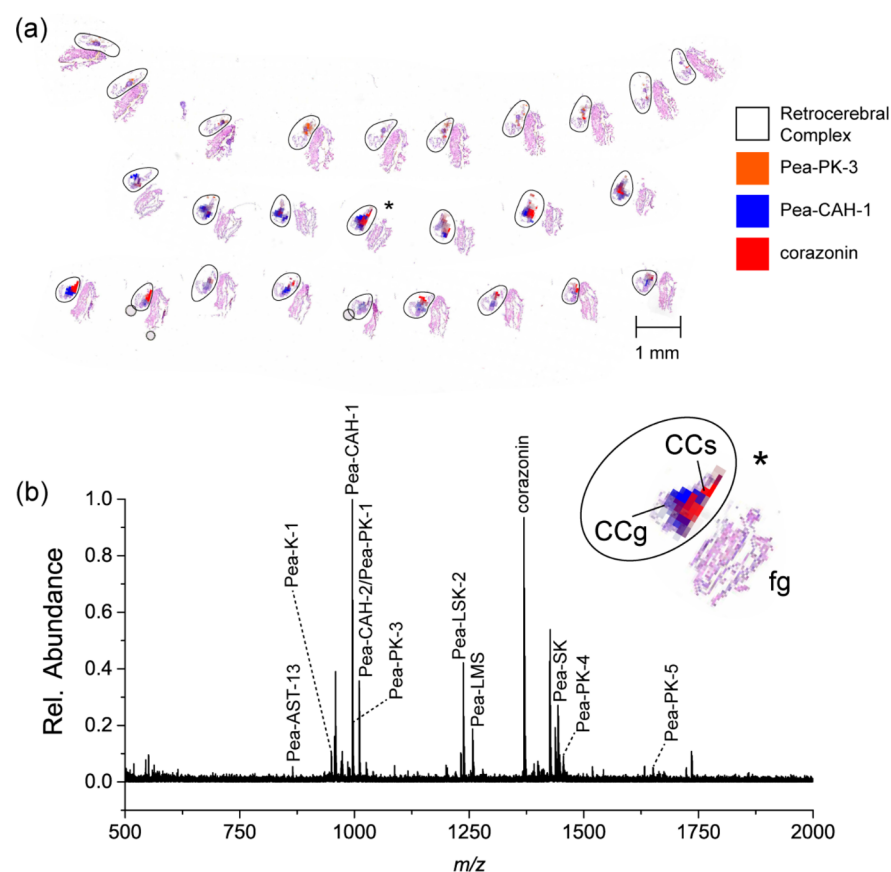 (a)
Retrocerebral
Complex
Pea-PK-3
Pea-CAH-1
corazonin
*
1 mm
(b)
CCs
*
CCg
fg
Pea-AST-13
Pea-K-1
Pea-CAH-1
Pea-CAH-2/Pea-PK-1
Pea-PK-3
Pea-LSK-2
Pea-LMS
corazonin
Pea-SK
Pea-PK-4
Pea-PK-5
Rel. Abundance
1.0
0.8
0.6
0.4
0.2
0.0
500 750 1000 1250 1500 1750 2000
m/z